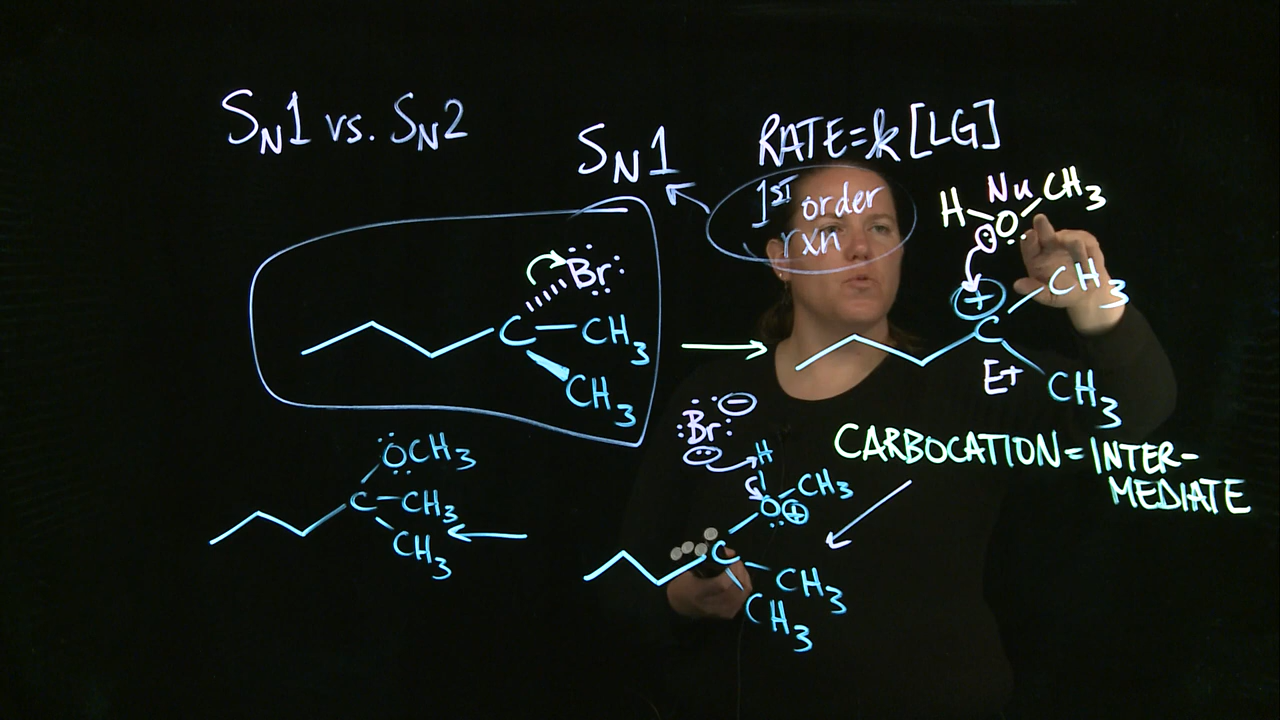 SN1 vs. SN2
SN1
RATE=k[LG]
1ST order
rxn
Nu
H O CH3
Br
C CH3
CH3
+ CH3
C
E+
CH3
Br −
CARBOCATION = INTER-
MEDIATE
H
O CH3
+
C CH3
CH3
OCH3
C-CH3
CH3